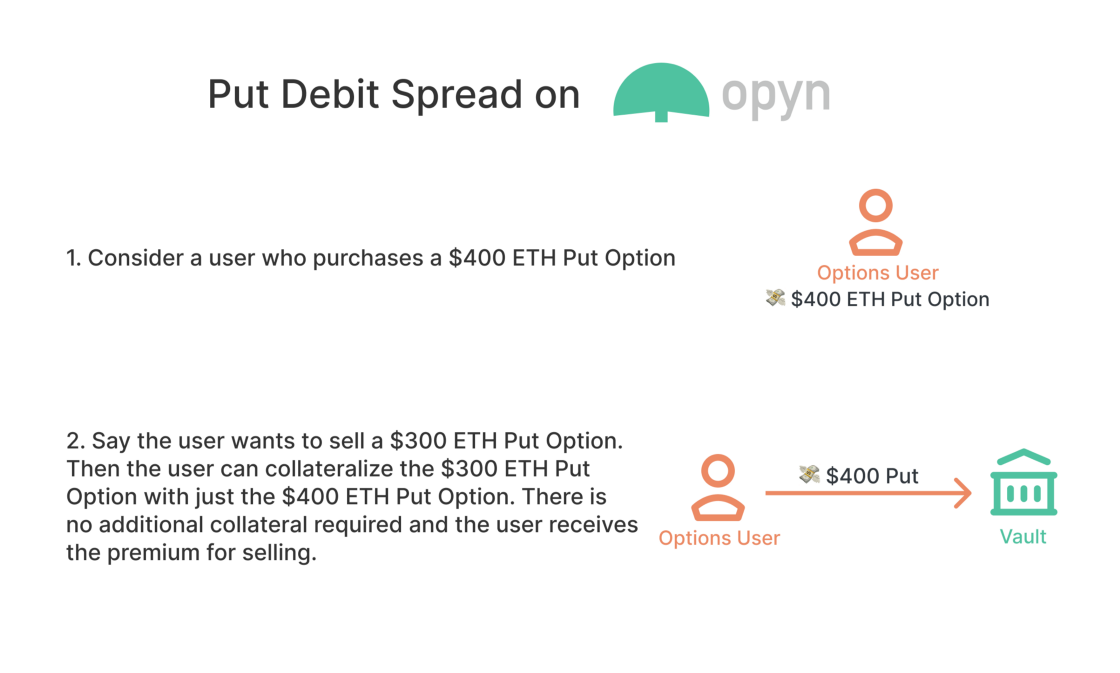 Put Debit Spread on opyn
1. Consider a user who purchases a $400 ETH Put Option
Options User
💸 $400 ETH Put Option
2. Say the user wants to sell a $300 ETH Put Option.
Then the user can collateralize the $300 ETH Put
Option with just the $400 ETH Put Option. There is
no additional collateral required and the user receives
the premium for selling.
💸 $400 Put
Options User
Vault